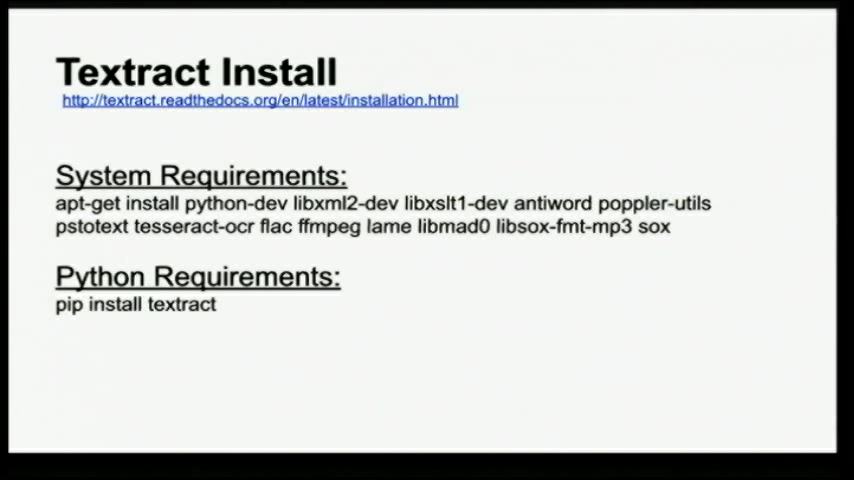 Textract Install
http://textract.readthedocs.org/en/latest/installation.html
System Requirements:
apt-get install python-dev libxml2-dev libxslt1-dev antiword poppler-utils
pstotext tesseract-ocr flac ffmpeg lame libmad0 libsox-fmt-mp3 sox
Python Requirements:
pip install textract